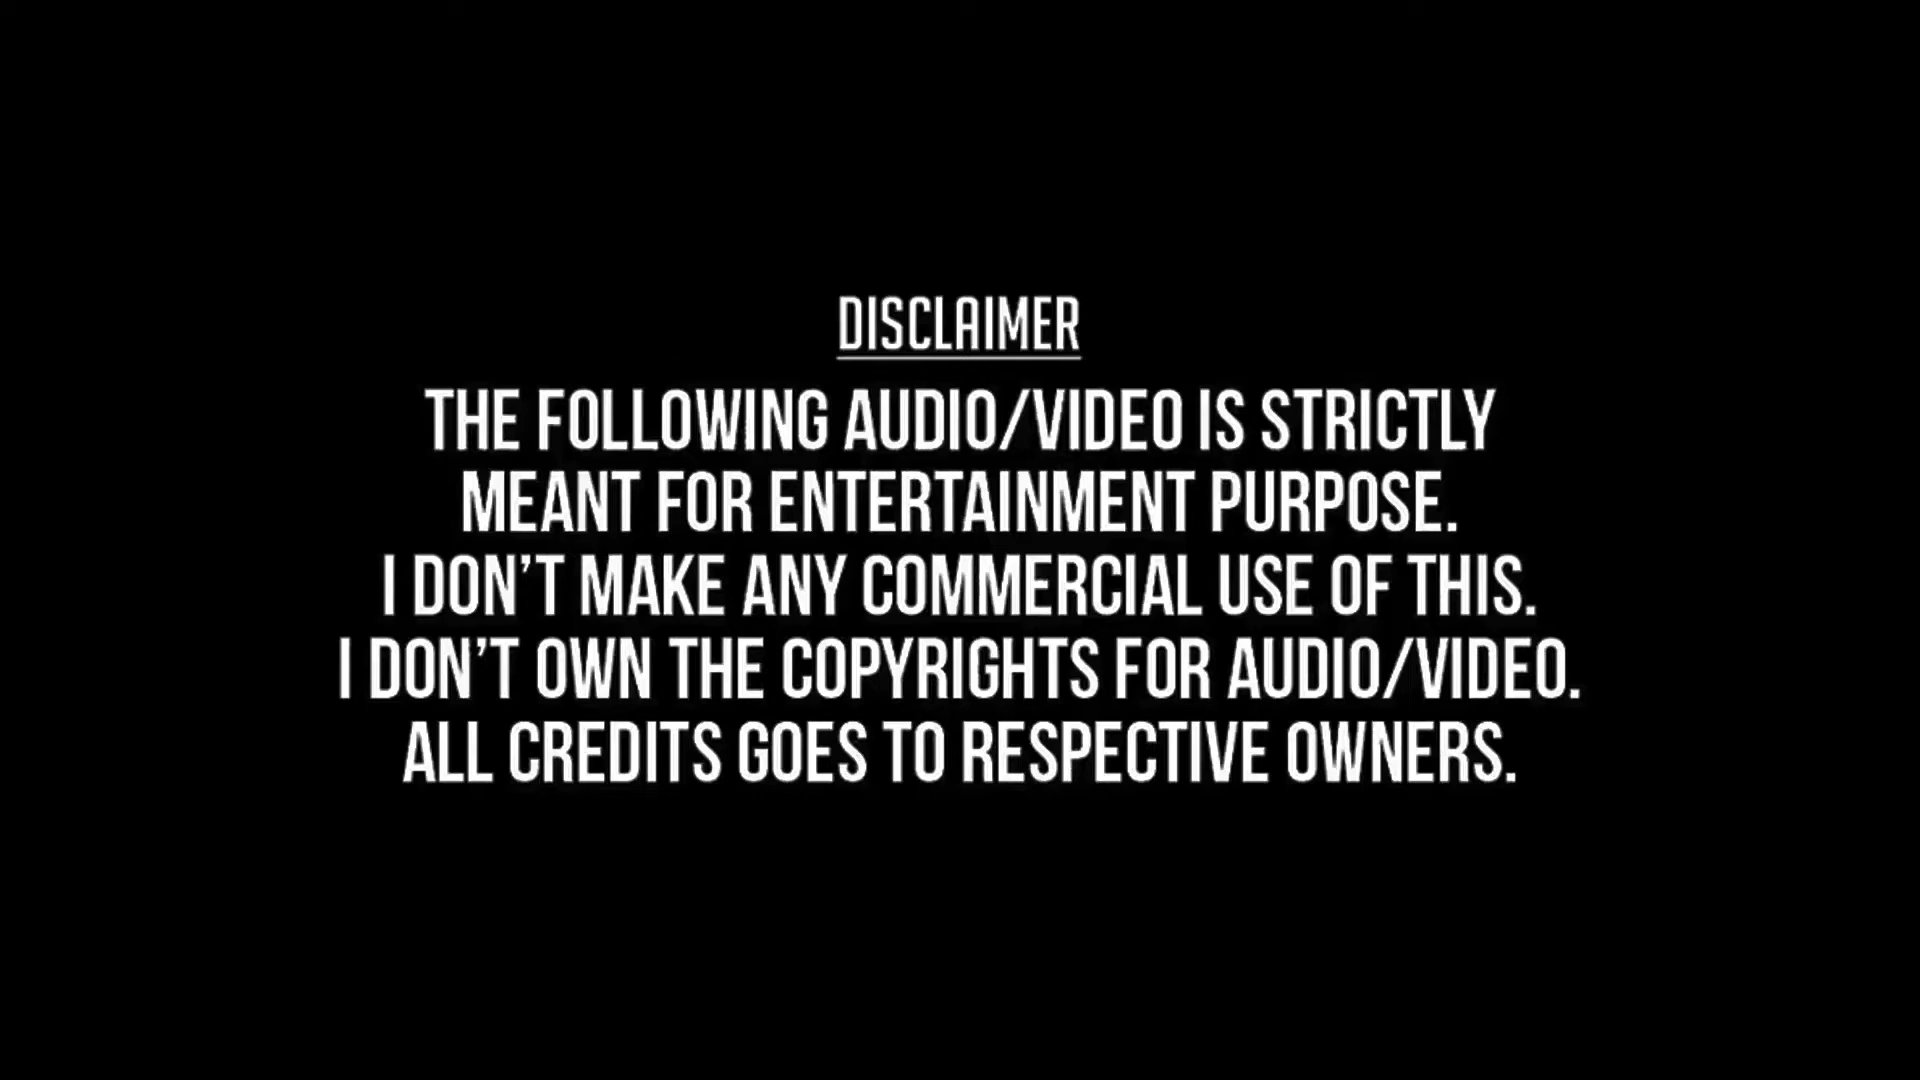 DISCLAIMER
THE FOLLOWING AUDIO/VIDEO IS STRICTLY
MEANT FOR ENTERTAINMENT PURPOSE.
I DON’T MAKE ANY COMMERCIAL USE OF THIS.
I DON’T OWN THE COPYRIGHTS FOR AUDIO/VIDEO.
ALL CREDITS GOES TO RESPECTIVE OWNERS.